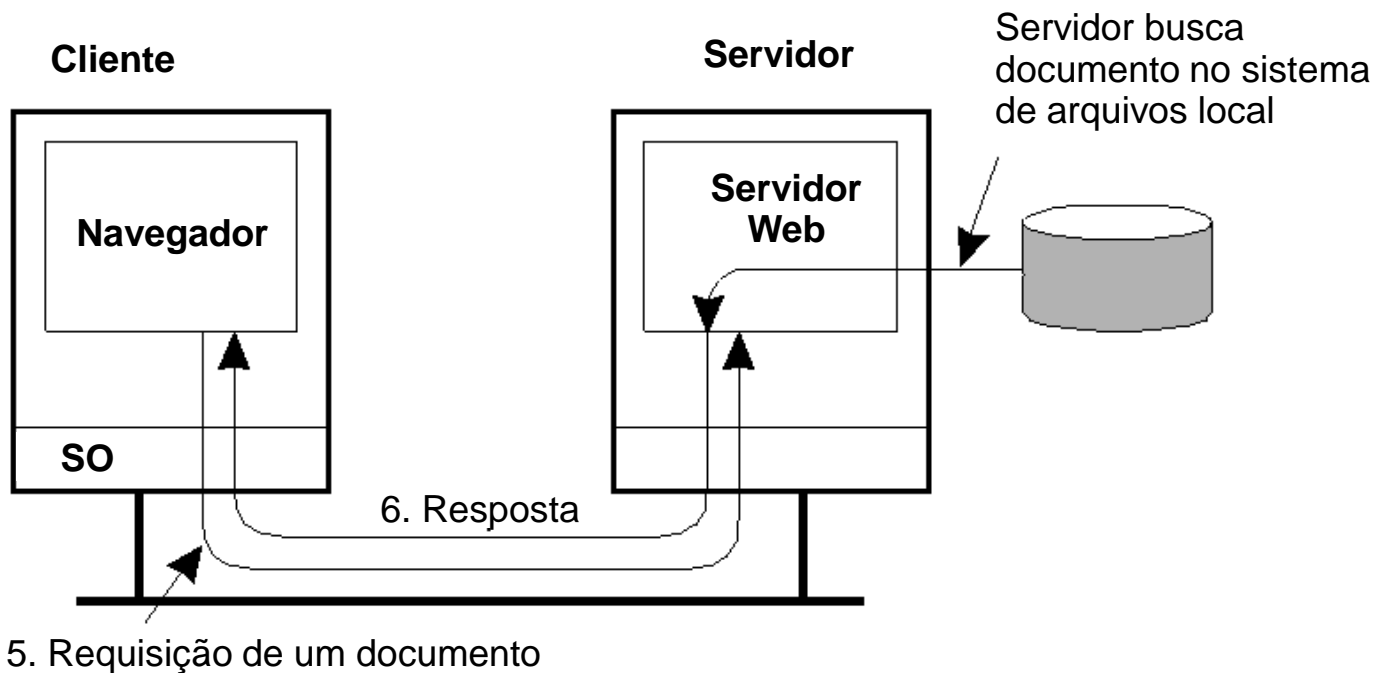 Cliente
Servidor
Servidor busca
documento no sistema
de arquivos local
Navegador
Servidor
Web
SO
6. Resposta
5. Requisição de um documento